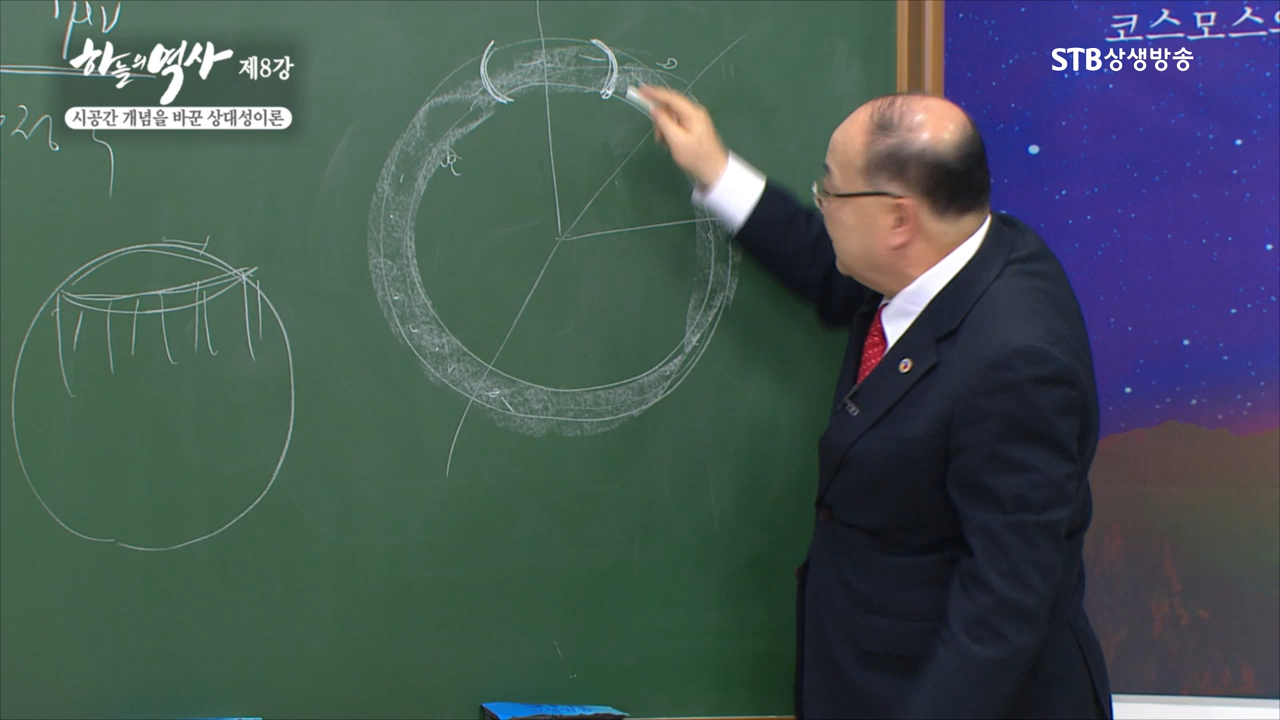 하늘의 역사 제8강
시공간 개념을 바꾼 상대성이론
STB상생방송
코스모스의
μν